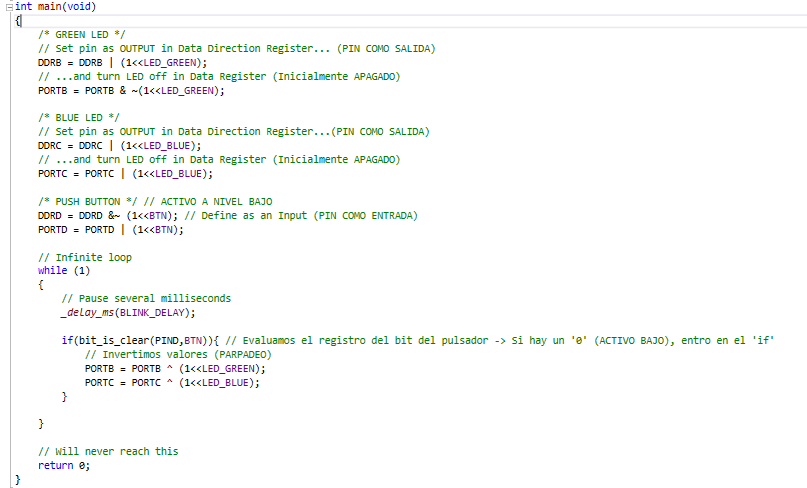 int main(void)
{
/* GREEN LED */
// Set pin as OUTPUT in Data Direction Register... (PIN COMO SALIDA)
DDRB = DDRB | (1<<LED_GREEN);
// ...and turn LED off in Data Register (Inicialmente APAGADO)
PORTB = PORTB & ~(1<<LED_GREEN);
/* BLUE LED */
// Set pin as OUTPUT in Data Direction Register...(PIN COMO SALIDA)
DDRC = DDRC | (1<<LED_BLUE);
// ...and turn LED off in Data Register (Inicialmente APAGADO)
PORTC = PORTC | (1<<LED_BLUE);
/* PUSH BUTTON */ // ACTIVO A NIVEL BAJO
DDRD = DDRD &~ (1<<BTN); // Define as an Input (PIN COMO ENTRADA)
PORTD = PORTD | (1<<BTN);
// Infinite loop
while (1)
{
// Pause several milliseconds
_delay_ms(BLINK_DELAY);
if(bit_is_clear(PIND,BTN)){ // Evaluamos el registro del bit del pulsador -> Si hay un '0' (ACTIVO BAJO), entro en el 'if'
// Invertimos valores (PARPADEO)
PORTB = PORTB ^ (1<<LED_GREEN);
PORTC = PORTC ^ (1<<LED_BLUE);
}
}
// Will never reach this
return 0;
}